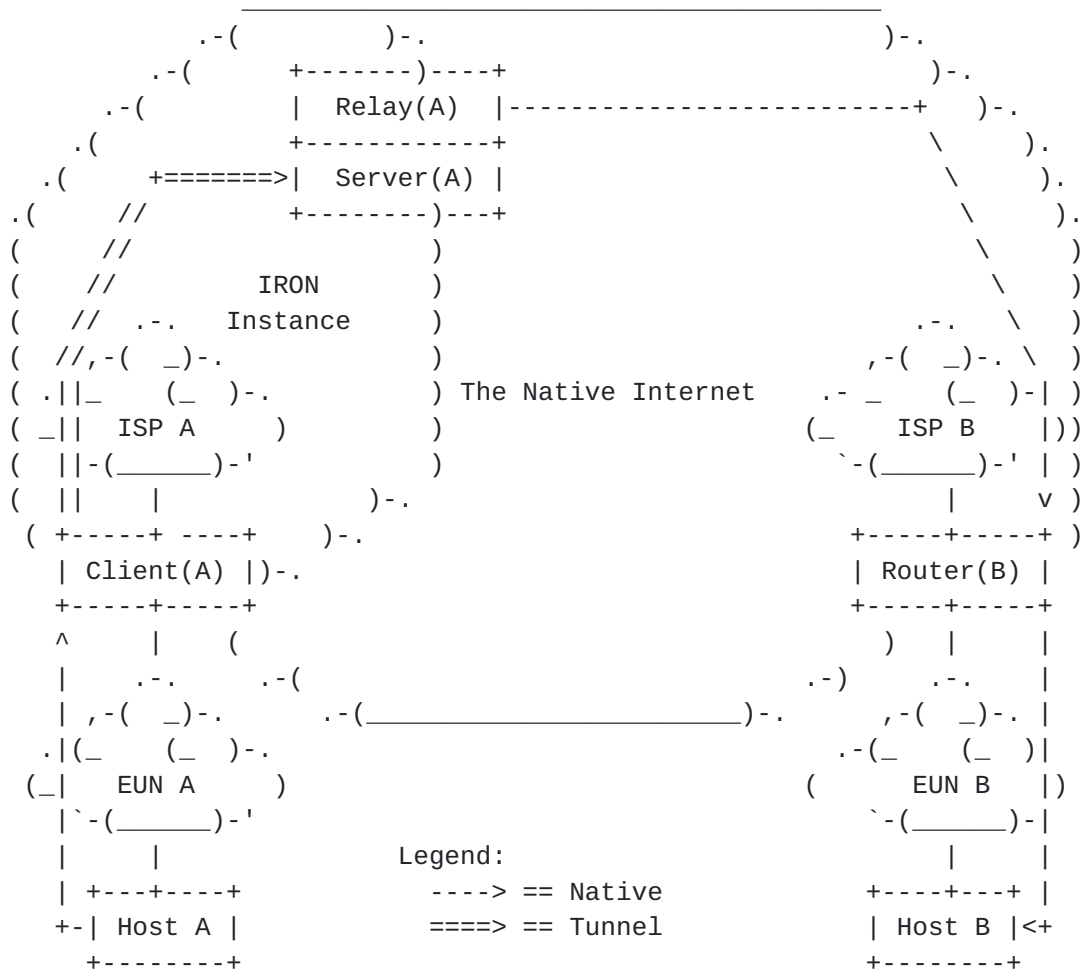 Relay(A)
Server(A)
IRON
Instance
The Native Internet
ISP A
ISP B
Client(A)
Router(B)
EUN A
EUN B
Legend:
----> == Native
====> == Tunnel
Host A
Host B